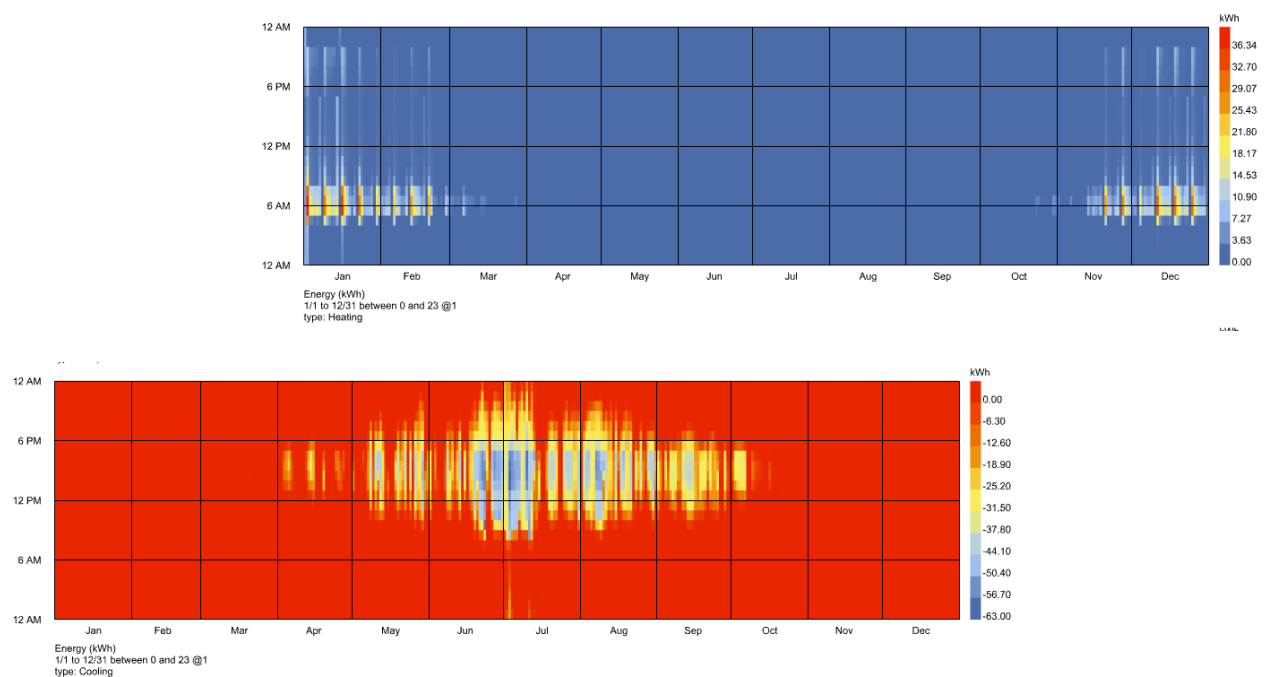 kWh
12 AM
36.34
32.70
29.07
6 PM
25.43
21.80
12 PM
18.17
14.53
10.90
6 AM
7.27
3.63
12 AM
0.00
Jan Feb Mar Apr May Jun Jul Aug Sep Oct Nov Dec
Energy (kWh)
1/1 to 12/31 between 0 and 23 @1
type: Heating
kWh
12 AM
0.00
-6.30
6 PM
-12.60
-18.90
-25.20
12 PM
-31.50
-37.80
-44.10
6 AM
-50.40
-56.70
12 AM
-63.00
Jan Feb Mar Apr May Jun Jul Aug Sep Oct Nov Dec
Energy (kWh)
1/1 to 12/31 between 0 and 23 @1
type: Cooling